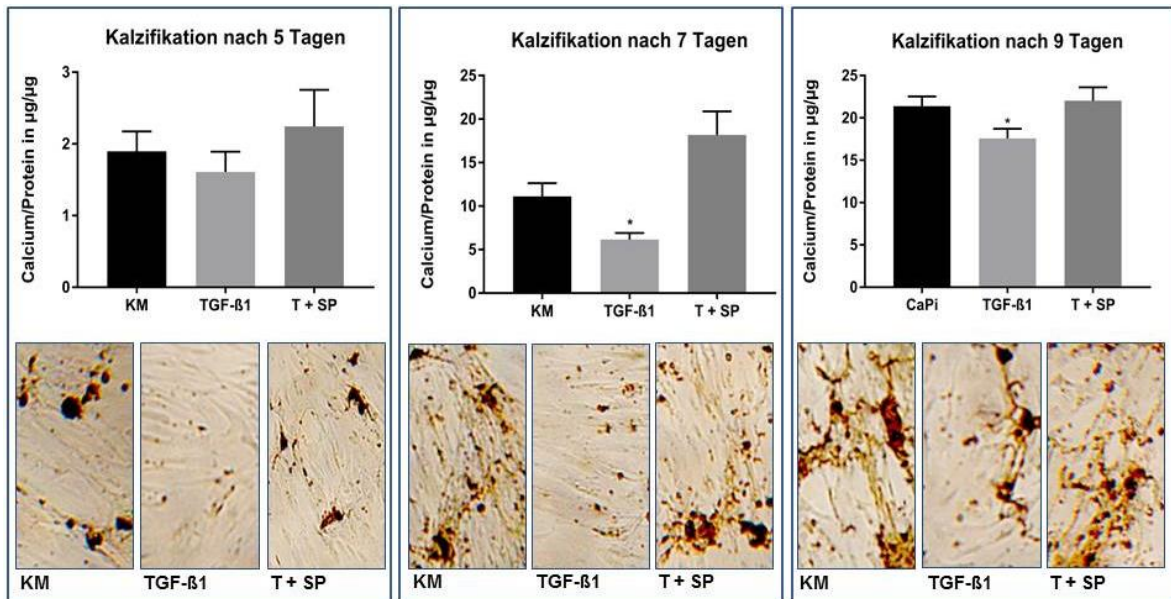 Kalzifikation nach 5 Tagen
Calcium/Protein in µg/µg
3
2
1
0
KM TGF-ß1 T + SP
KM TGF-ß1 T + SP
Kalzifikation nach 7 Tagen
Calcium/Protein in µg/µg
25
20
15
10
5
0
*
KM TGF-ß1 T + SP
KM TGF-ß1 T + SP
Kalzifikation nach 9 Tagen
Calcium/Protein in µg/µg
25
20
15
10
5
0
*
CaPi TGF-ß1 T + SP
KM TGF-ß1 T + SP